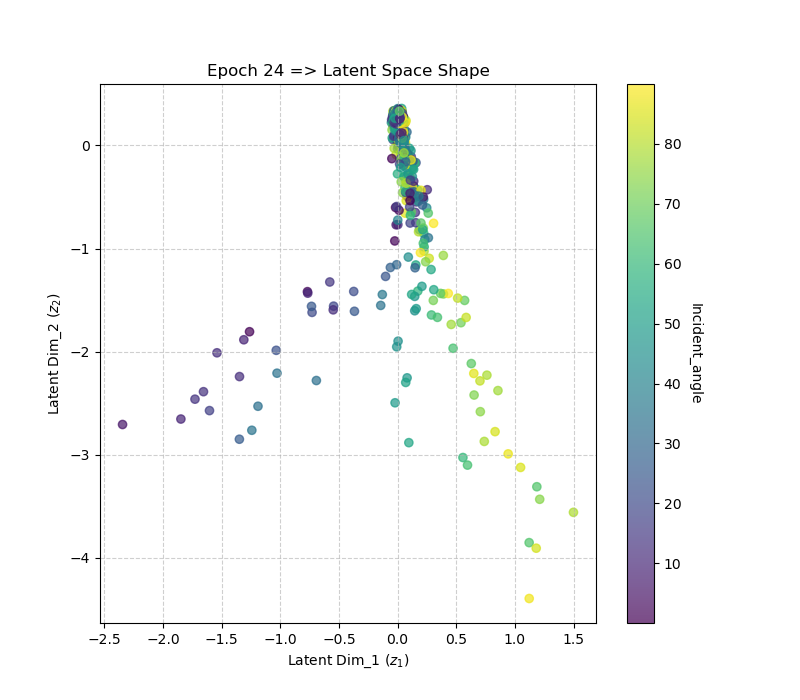 Epoch 24 => Latent Space Shape
Latent Dim_2 (z₂)
0
−1
−2
−3
−4
−2.5 −2.0 −1.5 −1.0 −0.5 0.0 0.5 1.0 1.5
Latent Dim_1 (z₁)
80
70
60
50
40
30
20
10
Incident_angle